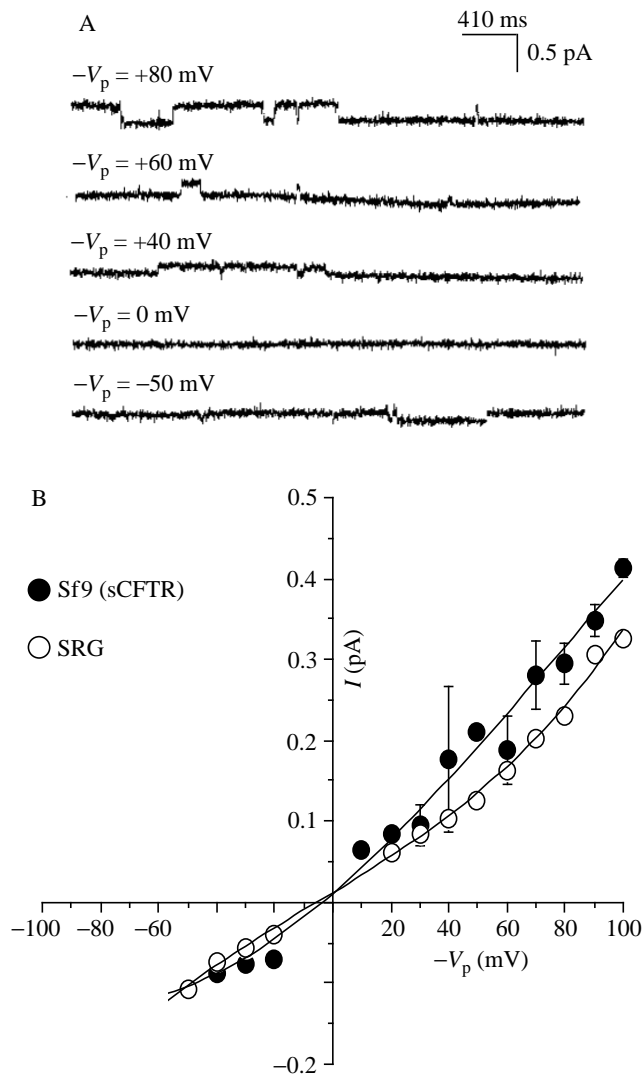 A
410 ms
0.5 pA
−Vp = +80 mV
−Vp = +60 mV
−Vp = +40 mV
−Vp = 0 mV
−Vp = −50 mV
B
Sf9 (sCFTR)
SRG
I (pA)
0.5
0.4
0.3
0.2
0.1
−100 −80 −60 20 40 60 80 100
−Vp (mV)
−0.2